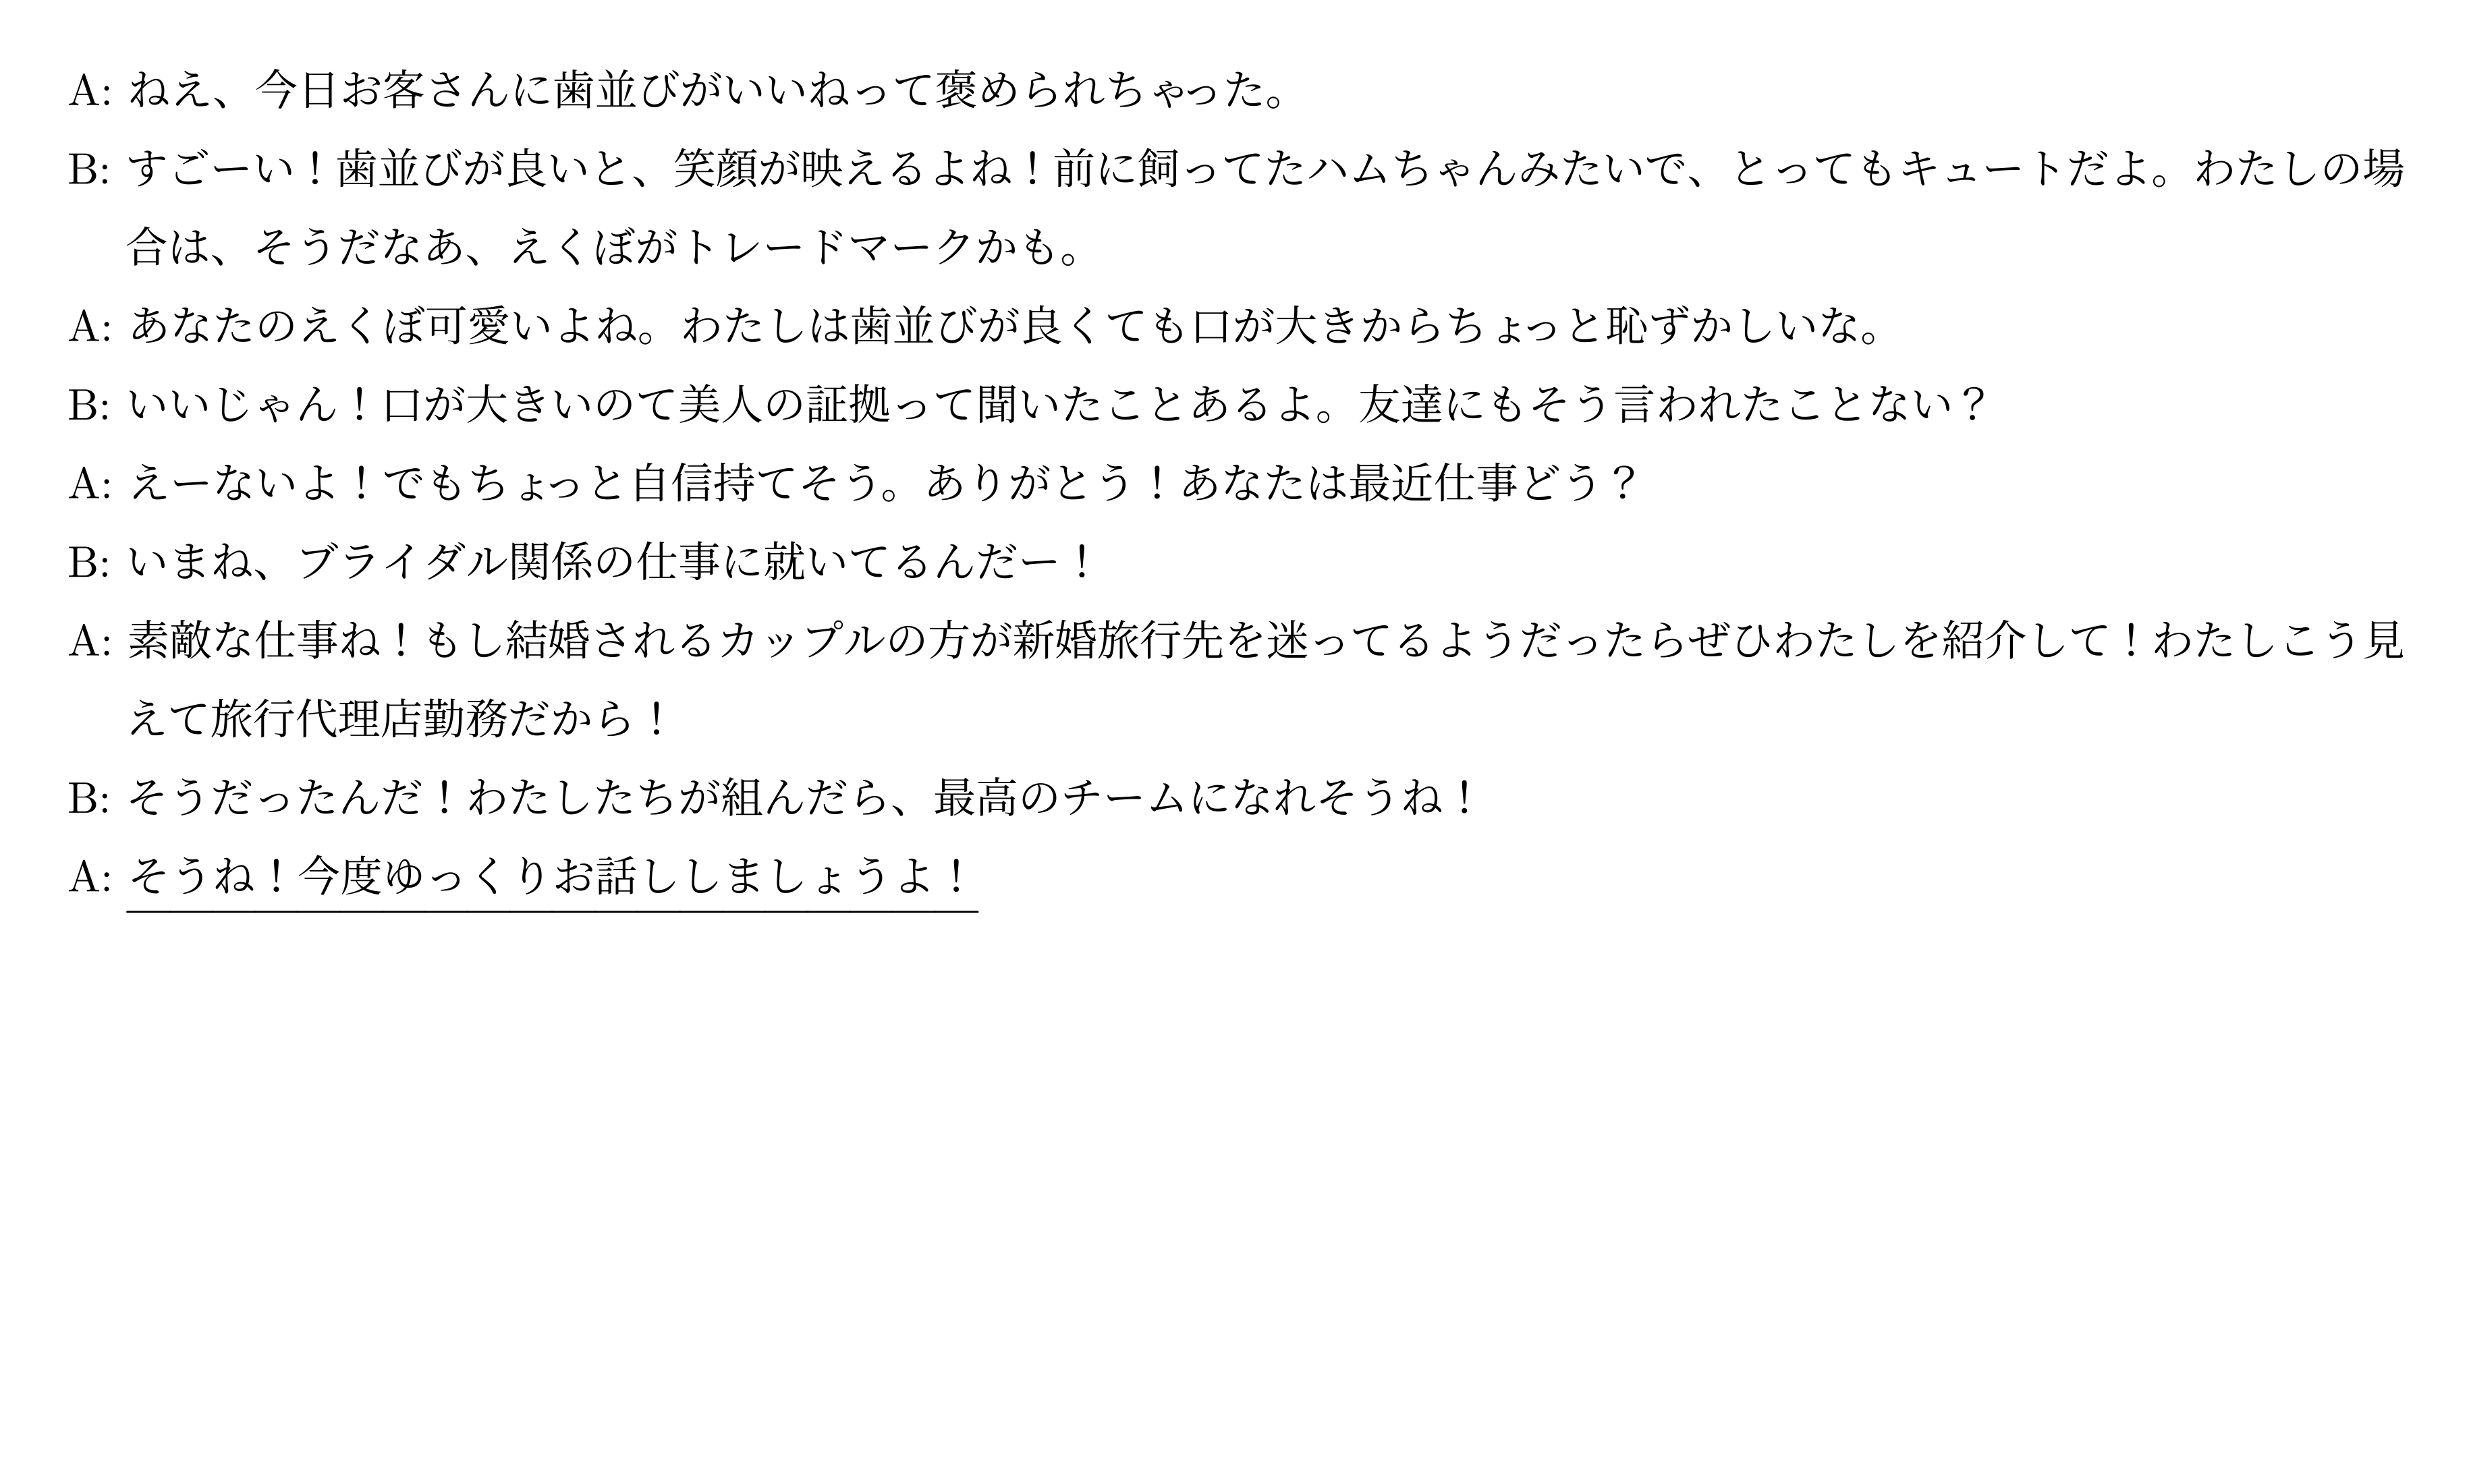 A: ねえ、今日お客さんに歯並びがいいねって褒められちゃった。
B: すごーい！歯並びが良いと、笑顔が映えるよね！前に飼ってたハムちゃんみたいで、とってもキュートだよ。わたしの場
合は、そうだなあ、えくぼがトレードマークかも。
A: あなたのえくぼ可愛いよね。わたしは歯並びが良くても口が大きからちょっと恥ずかしいな。
B: いいじゃん！口が大きいのて美人の証拠って聞いたことあるよ。友達にもそう言われたことない？
A: えーないよ！でもちょっと自信持てそう。ありがとう！あなたは最近仕事どう？
B: いまね、ブライダル関係の仕事に就いてるんだー！
A: 素敵な仕事ね！もし結婚されるカップルの方が新婚旅行先を迷ってるようだったらぜひわたしを紹介して！わたしこう見
えて旅行代理店勤務だから！
B: そうだったんだ！わたしたちが組んだら、最高のチームになれそうね！
A: そうね！今度ゆっくりお話ししましょうよ！